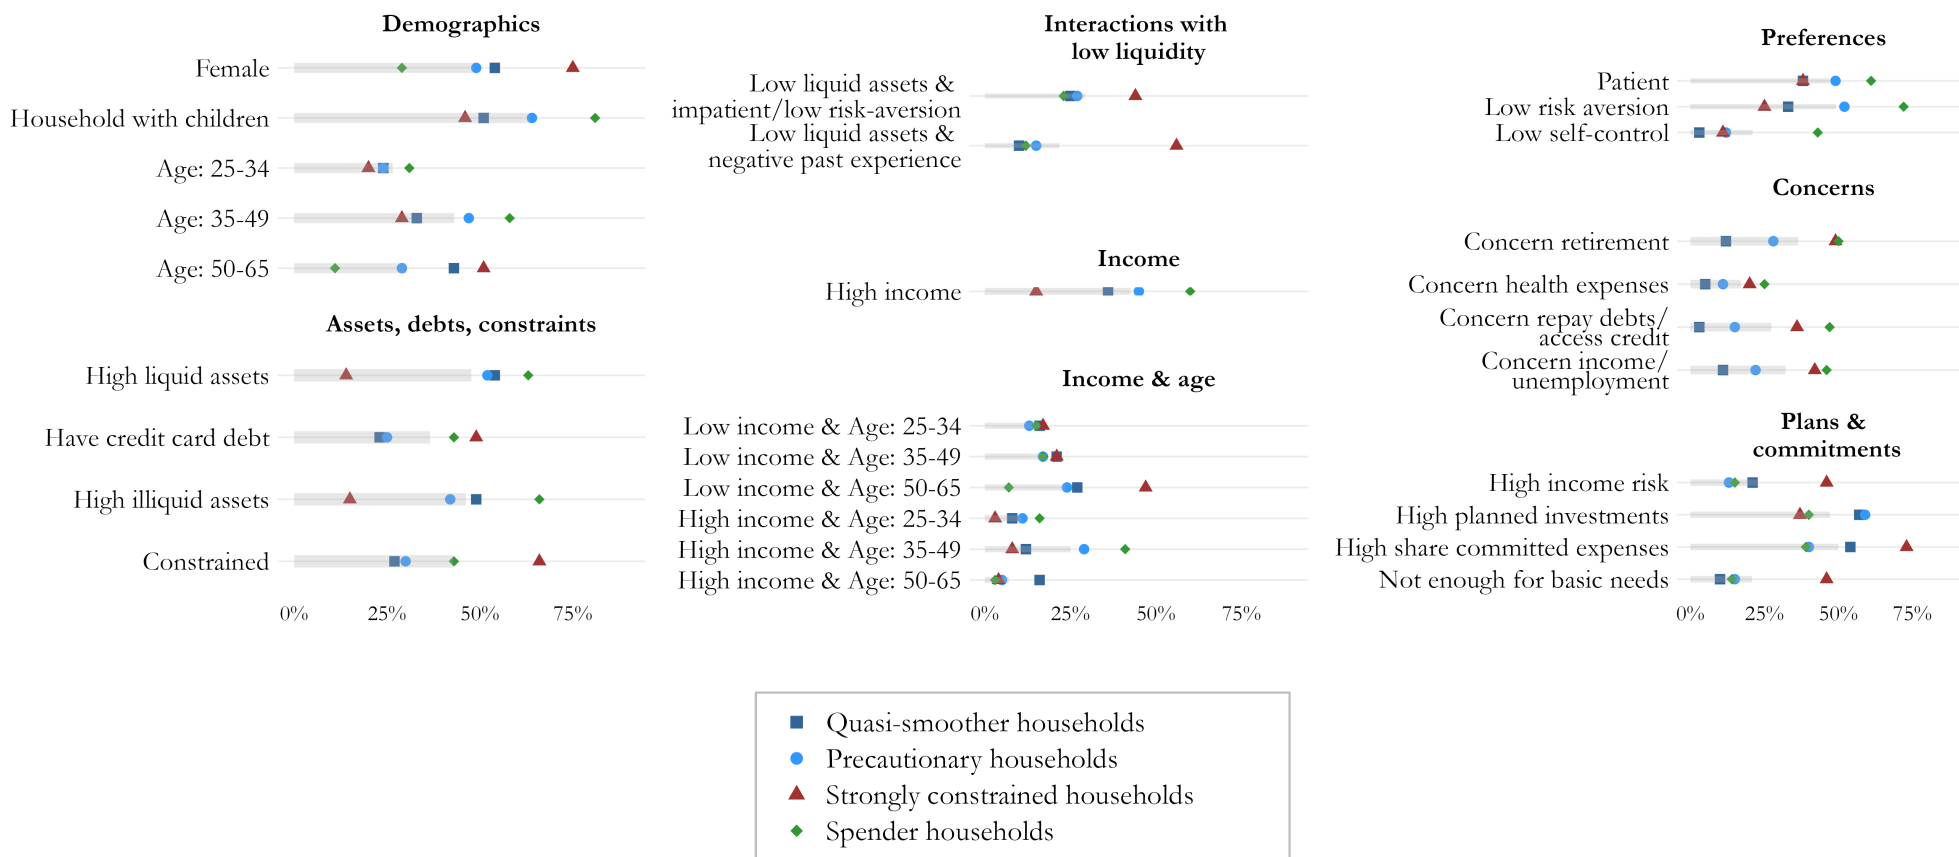 Demographics
Female
Household with children
Age: 25-34
Age: 35-49
Age: 50-65
Assets, debts, constraints
High liquid assets
Have credit card debt
High illiquid assets
Constrained
0% 25% 50% 75%
Interactions with
low liquidity
Low liquid assets &
impatient/low risk-aversion
Low liquid assets &
negative past experience
Income
High income
Income & age
Low income & Age: 25-34
Low income & Age: 35-49
Low income & Age: 50-65
High income & Age: 25-34
High income & Age: 35-49
High income & Age: 50-65
0% 25% 50% 75%
Preferences
Patient
Low risk aversion
Low self-control
Concerns
Concern retirement
Concern health expenses
Concern repay debts/
access credit
Concern income/
unemployment
Plans &
commitments
High income risk
High planned investments
High share committed expenses
Not enough for basic needs
0% 25% 50% 75%
Quasi-smoother households
Precautionary households
Strongly constrained households
Spender households